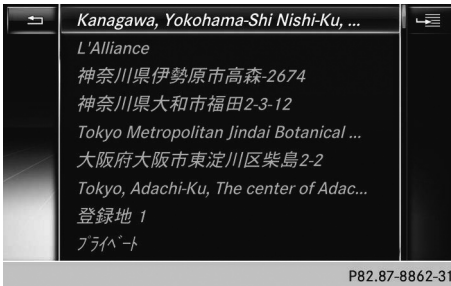 Kanagawa, Yokohama-Shi Nishi-Ku, ...
L'Alliance
神奈川県伊勢原市高森-2674
神奈川県大和市福田2-3-12
Tokyo Metropolitan Jindai Botanical ...
大阪府大阪市東淀川区柴島2-2
Tokyo, Adachi-Ku, The center of Adac...
登録地 1
プライベート
P82.87-8862-31